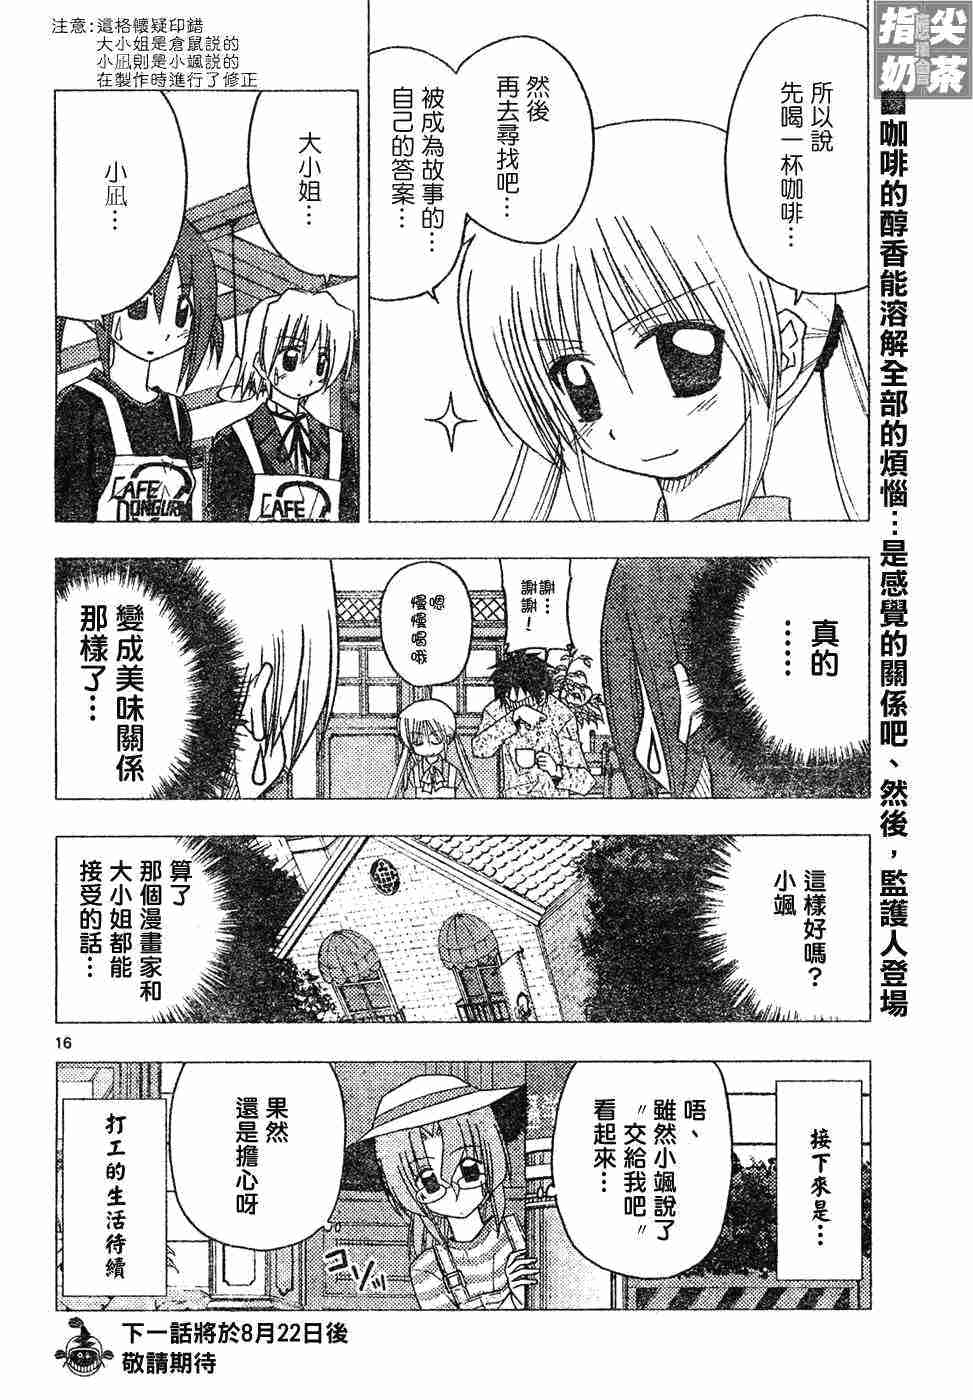 注意:這格懷疑印錯
大小姐是倉鼠説的
小凪則是小颯説的
在製作時進行了修正
指尖
奶茶
咖啡的醇香能溶解全部的煩惱…是感覺的關係吧、然後，監護人登場
所以說
先喝一杯咖啡…
然後
再去尋找吧…
被成為故事的…
自己的答案…
大小姐…
小凪…
CAFE
DONGURI
CAFE
真的
……
謝…
謝謝!
嗯
慢慢喝哦
變成美味關係
那樣了…
這樣好嗎?
小颯
算了
那個漫畫家和
大小姐都能
接受的話…
16
接下來是…
唔、
雖然小颯說了
〝交給我吧〞
看起來…
果然
還是擔心呀
コソッ
打工的生活待續
下一話將於8月22日後
敬請期待